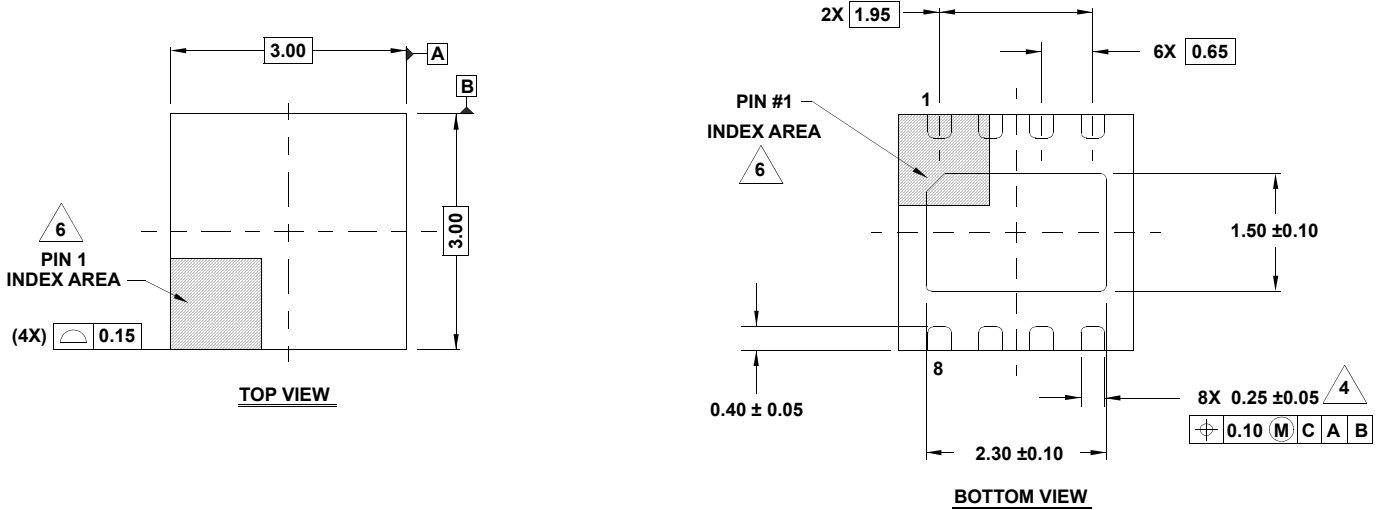 3.00
A
B
3.00
6
PIN 1
INDEX AREA
(4X) 0.15
TOP VIEW
2X 1.95
6X 0.65
PIN #1
INDEX AREA
6
1
1.50 ±0.10
8
0.40 ± 0.05
8X 0.25 ±0.05 4
0.10 M C A B
2.30 ±0.10
BOTTOM VIEW